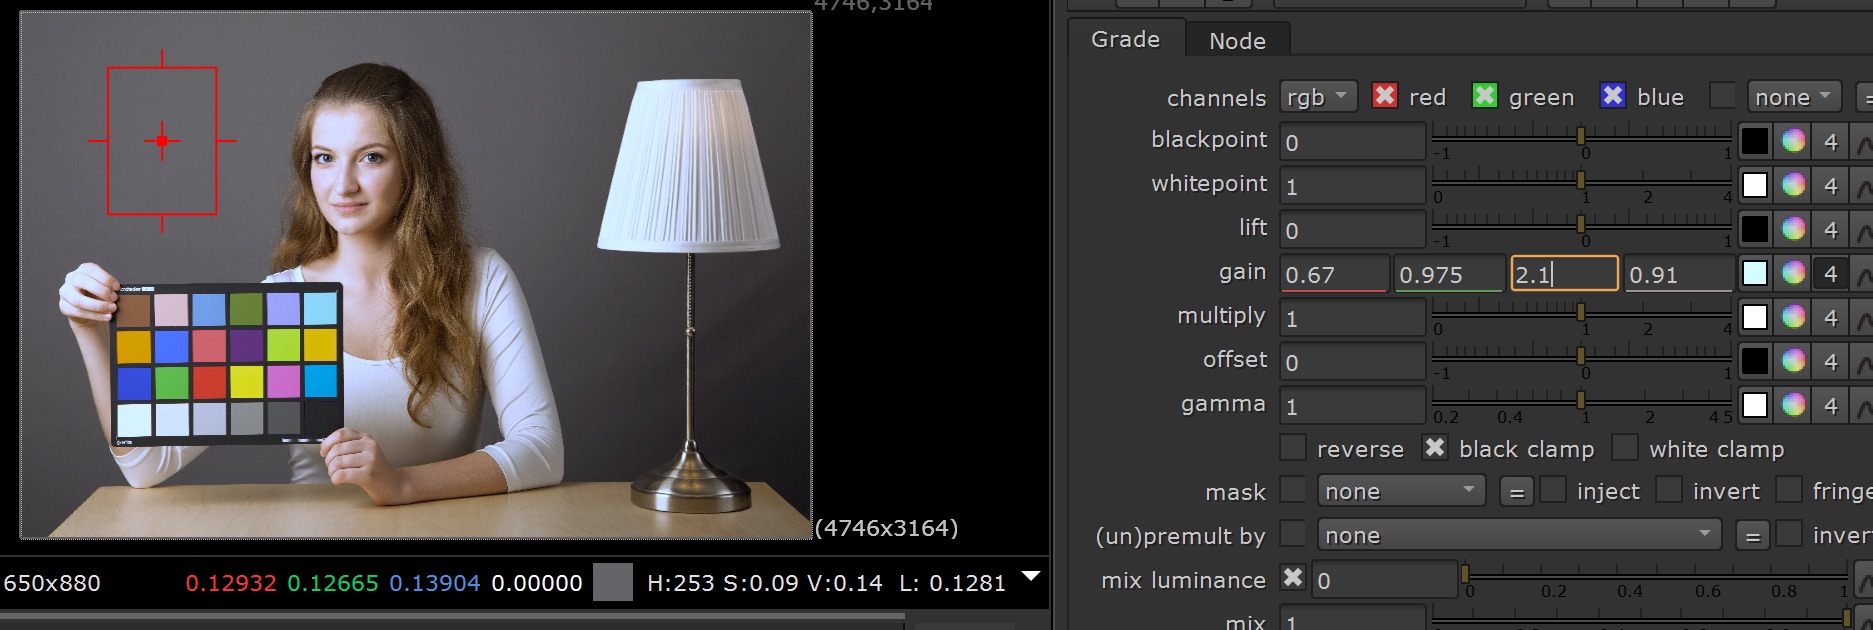 4746,3164
Grade Node
channels rgb red green blue none =
blackpoint 0 -1 0 1 4
whitepoint 1 0 1 2 4 4
lift 0 -1 0 1 4
gain 0.67 0.975 2.1 0.91 4
multiply 1 0 1 2 4 4
offset 0 -1 0 1 4
gamma 1 0.2 0.4 1 2 4 5 4
reverse black clamp white clamp
mask none = inject invert fringe
(un)premult by none = inver
mix luminance 0 0 0.2 0.4 0.6 0.8 1
mix 1
(4746x3164)
650x880 0.12932 0.12665 0.13904 0.00000 H:253 S:0.09 V:0.14 L: 0.1281